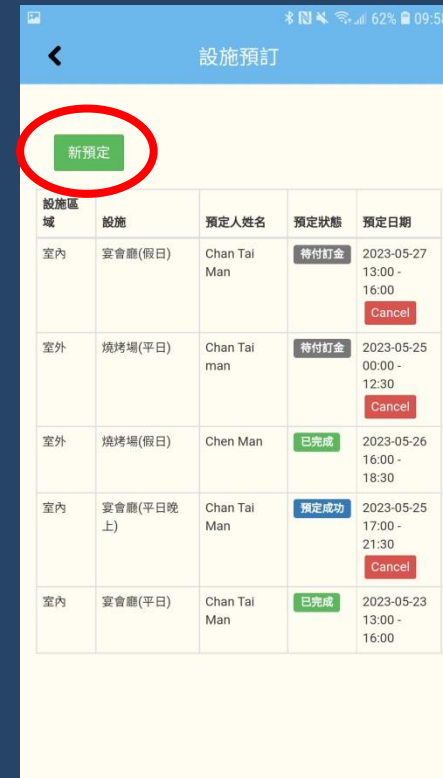 62% 09:58
設施預訂
新預定
設施區
域 設施 預定人姓名 預定狀態 預定日期
室內 宴會廳(假日) Chan Tai 待付訂金 2023-05-27
Man 13:00 -
16:00
Cancel
室外 燒烤場(平日) Chan Tai 待付訂金 2023-05-25
man 00:00 -
12:30
Cancel
室外 燒烤場(假日) Chen Man 已完成 2023-05-26
16:00 -
18:30
室內 宴會廳(平日晚 Chan Tai 預定成功 2023-05-25
上) Man 17:00 -
21:30
Cancel
室內 宴會廳(平日) Chan Tai 已完成 2023-05-23
Man 13:00 -
16:00